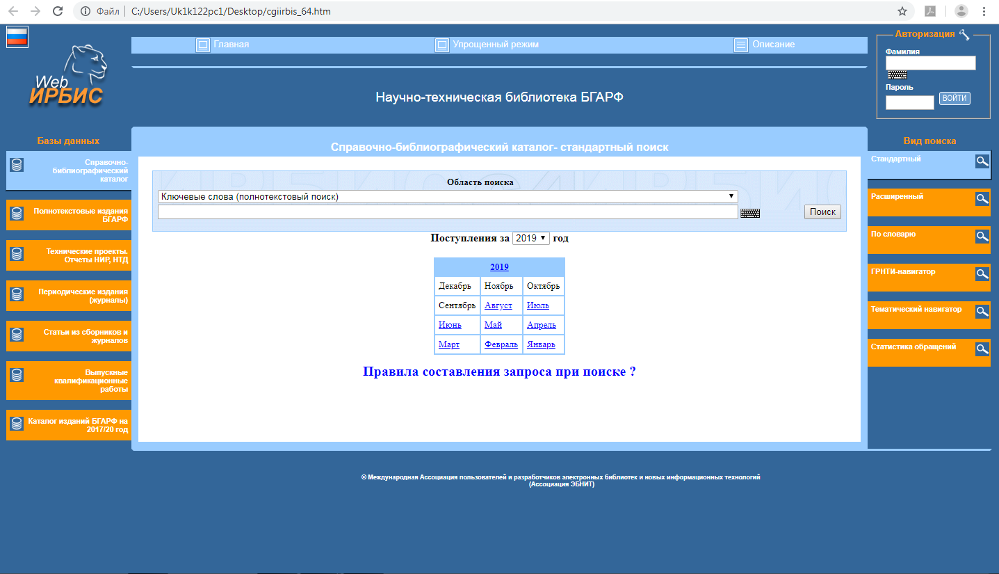 Файл C:/Users/Uk1k122pc1/Desktop/cgiirbis_64.htm
Web
ИРБИС
Главная
Упрощенный режим
Описание
Научно-техническая библиотека БГАРФ
Авторизация
Фамилия
Пароль
ВОЙТИ
Базы данных
Справочно-
библиографический
каталог
Полнотекстовые издания
БГАРФ
Технические проекты.
Отчеты НИР, НТД
Периодические издания
(журналы)
Статьи из сборников и
журналов
Выпускные
квалификационные
работы
Каталог изданий БГАРФ на
2017/20 год
Справочно-библиографический каталог- стандартный поиск
Область поиска
Ключевые слова (полнотекстовый поиск)
Поиск
Поступления за 2019 год
2019
Декабрь Ноябрь Октябрь
Сентябрь Август Июль
Июнь Май Апрель
Март Февраль Январь
Правила составления запроса при поиске ?
Вид поиска
Стандартный
Расширенный
По словарю
ГРНТИ-навигатор
Тематический навигатор
Статистика обращений
© Международная Ассоциация пользователей и разработчиков электронных библиотек и новых информационных технологий
(Ассоциация ЭБНИТ)